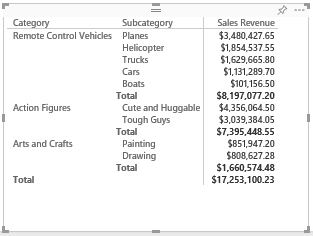 Category Subcategory Sales Revenue
Remote Control Vehicles Planes $3,480,427.65
Helicopter $1,854,537.55
Trucks $1,629,665.80
Cars $1,131,289.70
Boats $101,156.50
Total $8,197,077.20
Action Figures Cute and Huggable $4,356,064.50
Tough Guys $3,039,384.05
Total $7,395,448.55
Arts and Crafts Painting $851,947.20
Drawing $808,627.28
Total $1,660,574.48
Total $17,253,100.23